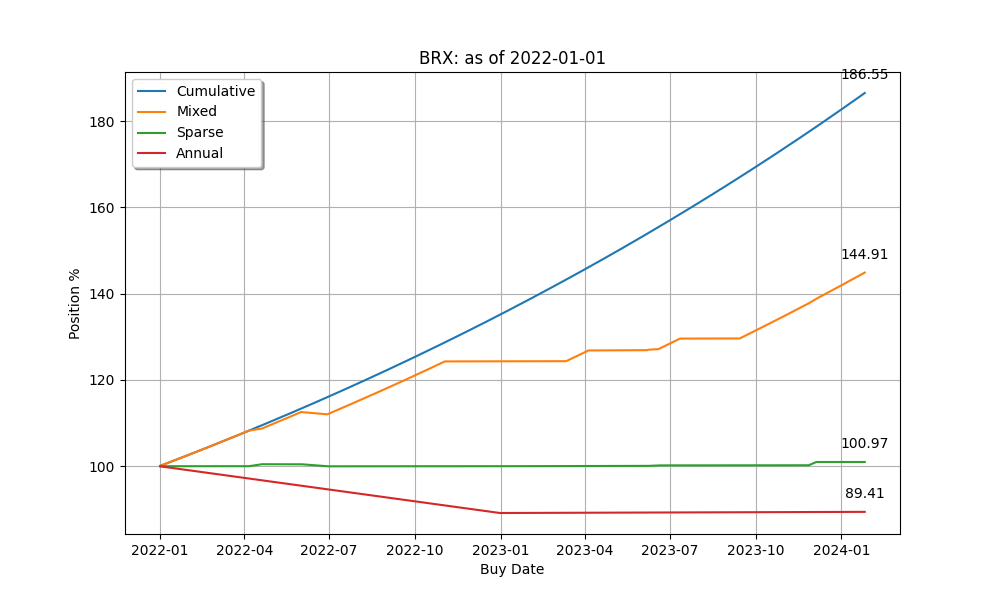 BRX: as of 2022-01-01
186.55
Cumulative
Mixed
Sparse
Annual
180
160
144.91
140
Position %
120
100.97
100
89.41
2022-01 2022-04 2022-07 2022-10 2023-01 2023-04 2023-07 2023-10 2024-01
Buy Date